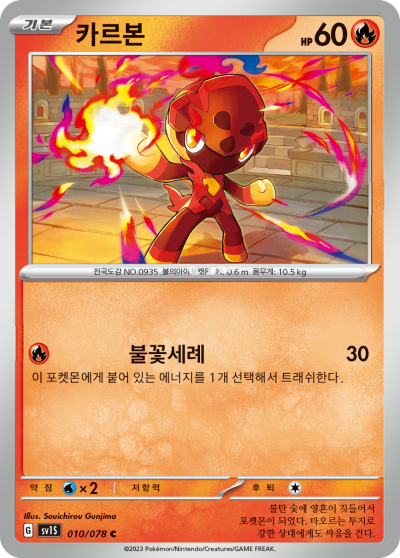 기본 카르본 HP 60
전국도감 NO.0935 불의아이포켓몬 키: 0.6 m 몸무게: 10.5 kg
불꽃세례 30
이 포켓몬에게 붙어 있는 에너지를 1개 선택해서 트래쉬한다.
약점 ×2 저항력 후퇴
Illus. Souichirou Gunjima
G sv1S 010/078 C
불탄 숯에 영혼이 깃들어서
포켓몬이 되었다. 타오르는 투지로
강한 상대에게도 싸움을 건다.
©2023 Pokémon/Nintendo/Creatures/GAME FREAK.